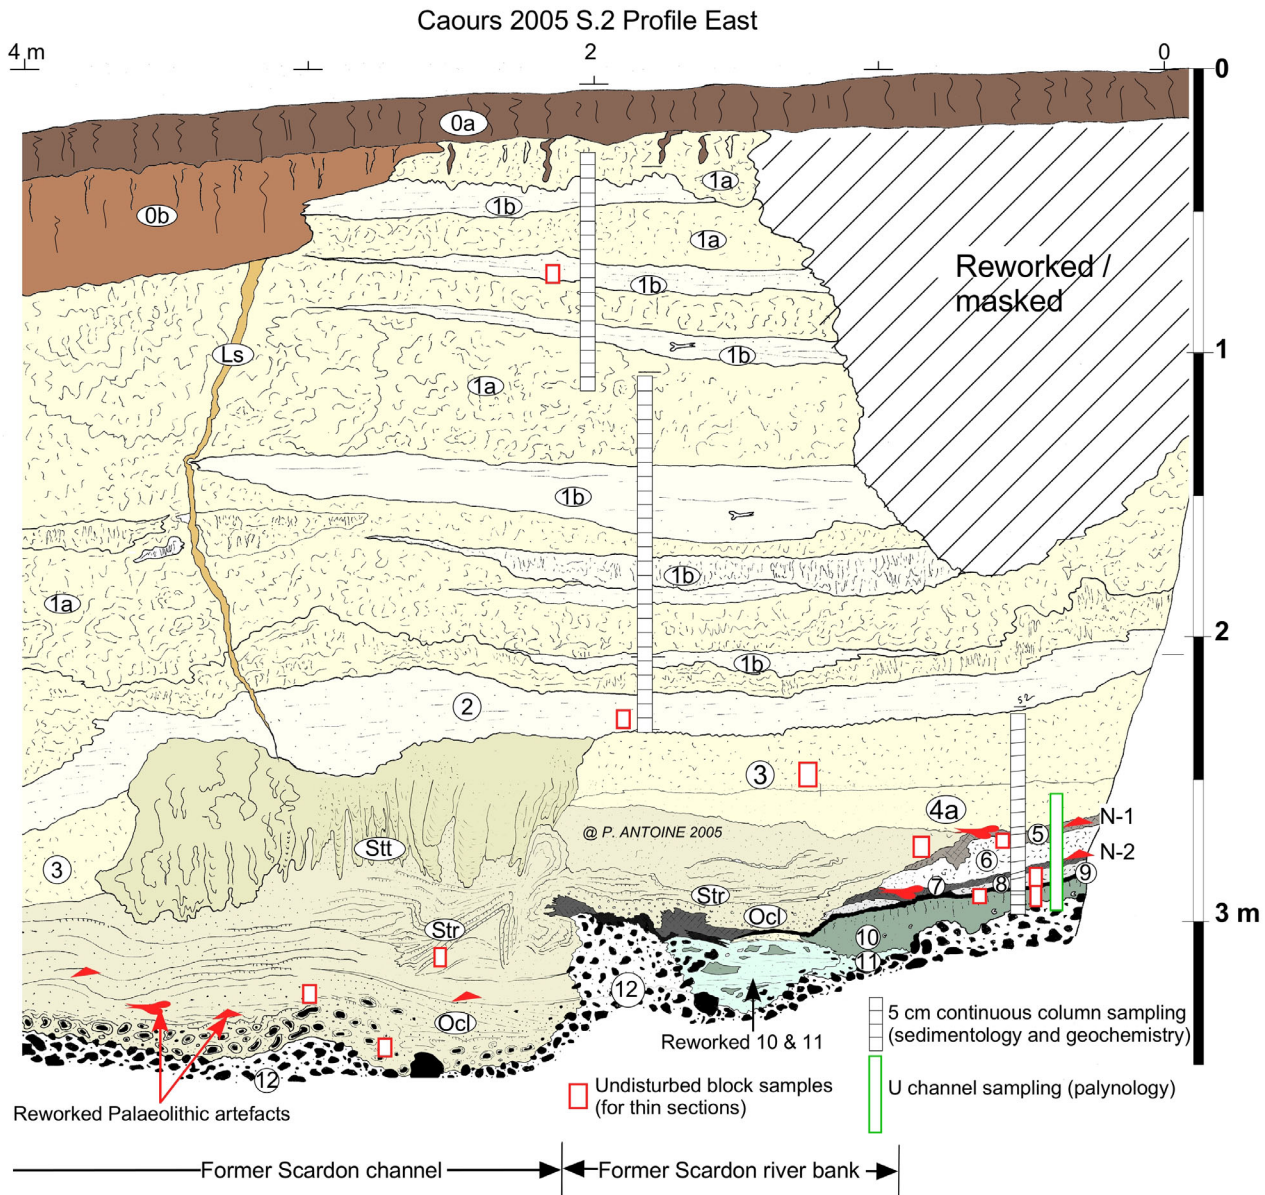 Caours 2005 S.2 Profile East
4 m
2
0
0
0a
1a
0b
1b
1a
Reworked /
masked
1b
Ls
1b
1
1a
1b
1b
1a
2
1b
2
S2
3
4a
N-1
@ P. ANTOINE 2005
5
Stt
6
N-2
3
7
8
9
Str
Ocl
3 m
Str
10
11
12
Ocl
5 cm continuous column sampling
(sedimentology and geochemistry)
Reworked 10 & 11
12
Undisturbed block samples
(for thin sections)
U channel sampling (palynology)
Reworked Palaeolithic artefacts
Former Scardon channel
Former Scardon river bank